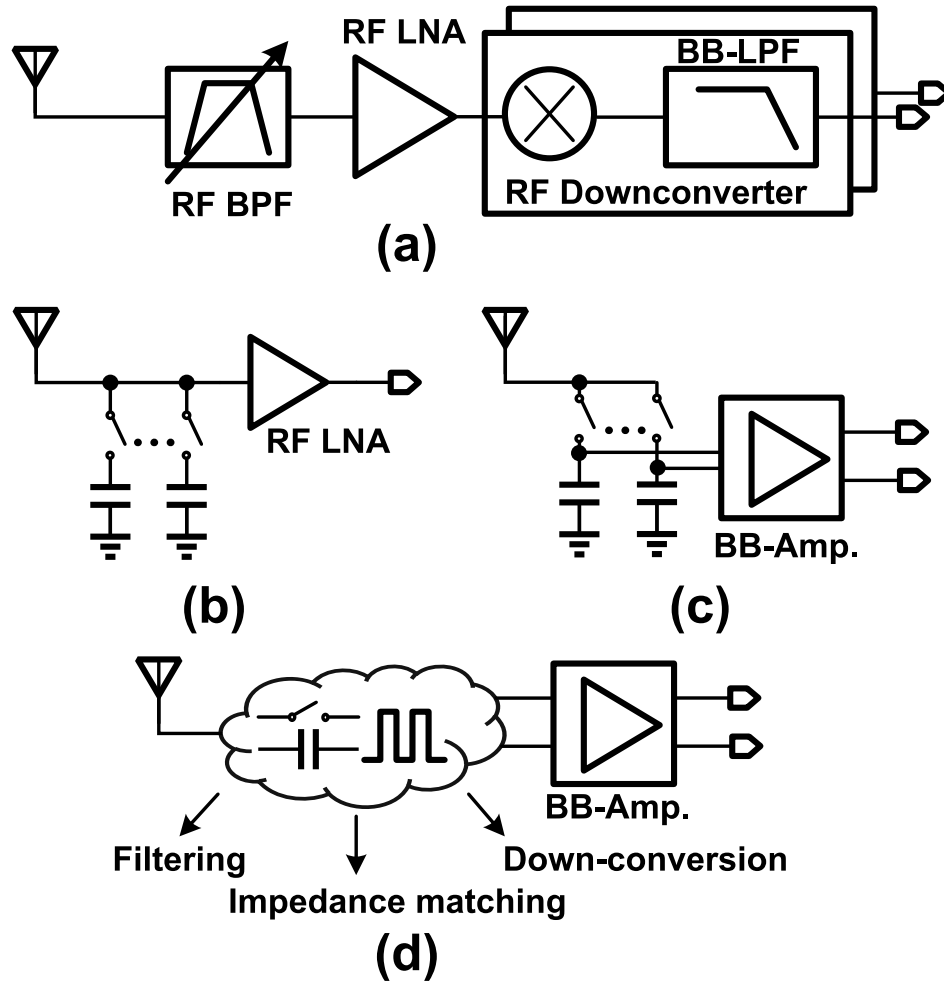 RF LNA
BB-LPF
RF BPF
RF Downconverter
(a)
RF LNA
(b)
BB-Amp.
(c)
BB-Amp.
Filtering
Down-conversion
Impedance matching
(d)